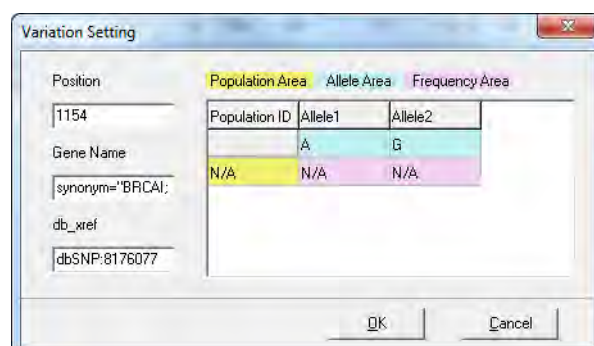 Variation Setting
Position
1154
Gene Name
synonym="BRCAI;
db_xref
dbSNP:8176077
Population Area Allele Area Frequency Area
Population ID Allele1 Allele2
A G
N/A N/A N/A
OK Cancel